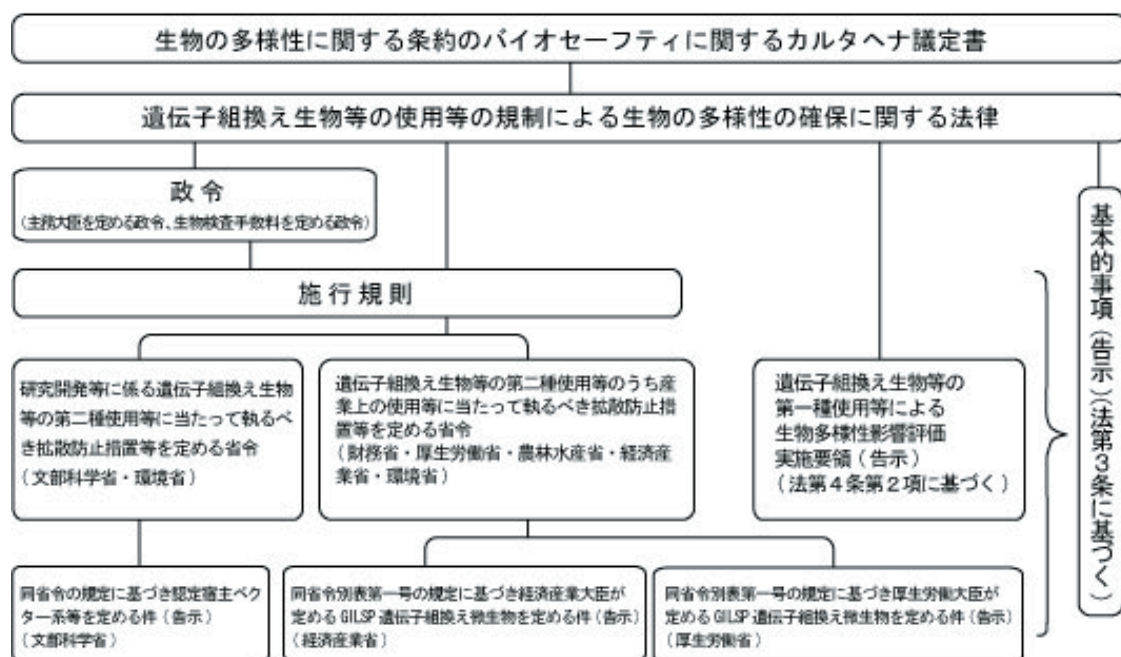 生物の多様性に関する条約のバイオセーフティに関するカルタヘナ議定書
遺伝子組換え生物等の使用等の規制による生物の多様性の確保に関する法律
政令
（主務大臣を定める政令、生物検査手数料を定める政令）
施行規則
研究開発等に係る遺伝子組換え生物
等の第二種使用等に当たって執るべ
き拡散防止措置等を定める省令
（文部科学省・環境省）
遺伝子組換え生物等の第二種使用等のうち産
業上の使用等に当たって執るべき拡散防止措
置等を定める省令
（財務省・厚生労働省・農林水産省・経済産
業省・環境省）
遺伝子組換え生物等の
第一種使用等による
生物多様性影響評価
実施要領（告示）
（法第４条第２項に基づく）
基本的事項（告示）（法第３条に基づく）
同省令の規定に基づき認定宿主ベク
ター系等を定める件（告示）
（文部科学省）
同省令別表第一号の規定に基づき経済産業大臣が
定めるGILSP遺伝子組換え微生物を定める件（告示）
（経済産業省）
同省令別表第一号の規定に基づき厚生労働大臣が
定めるGILSP遺伝子組換え微生物を定める件（告示）
（厚生労働省）